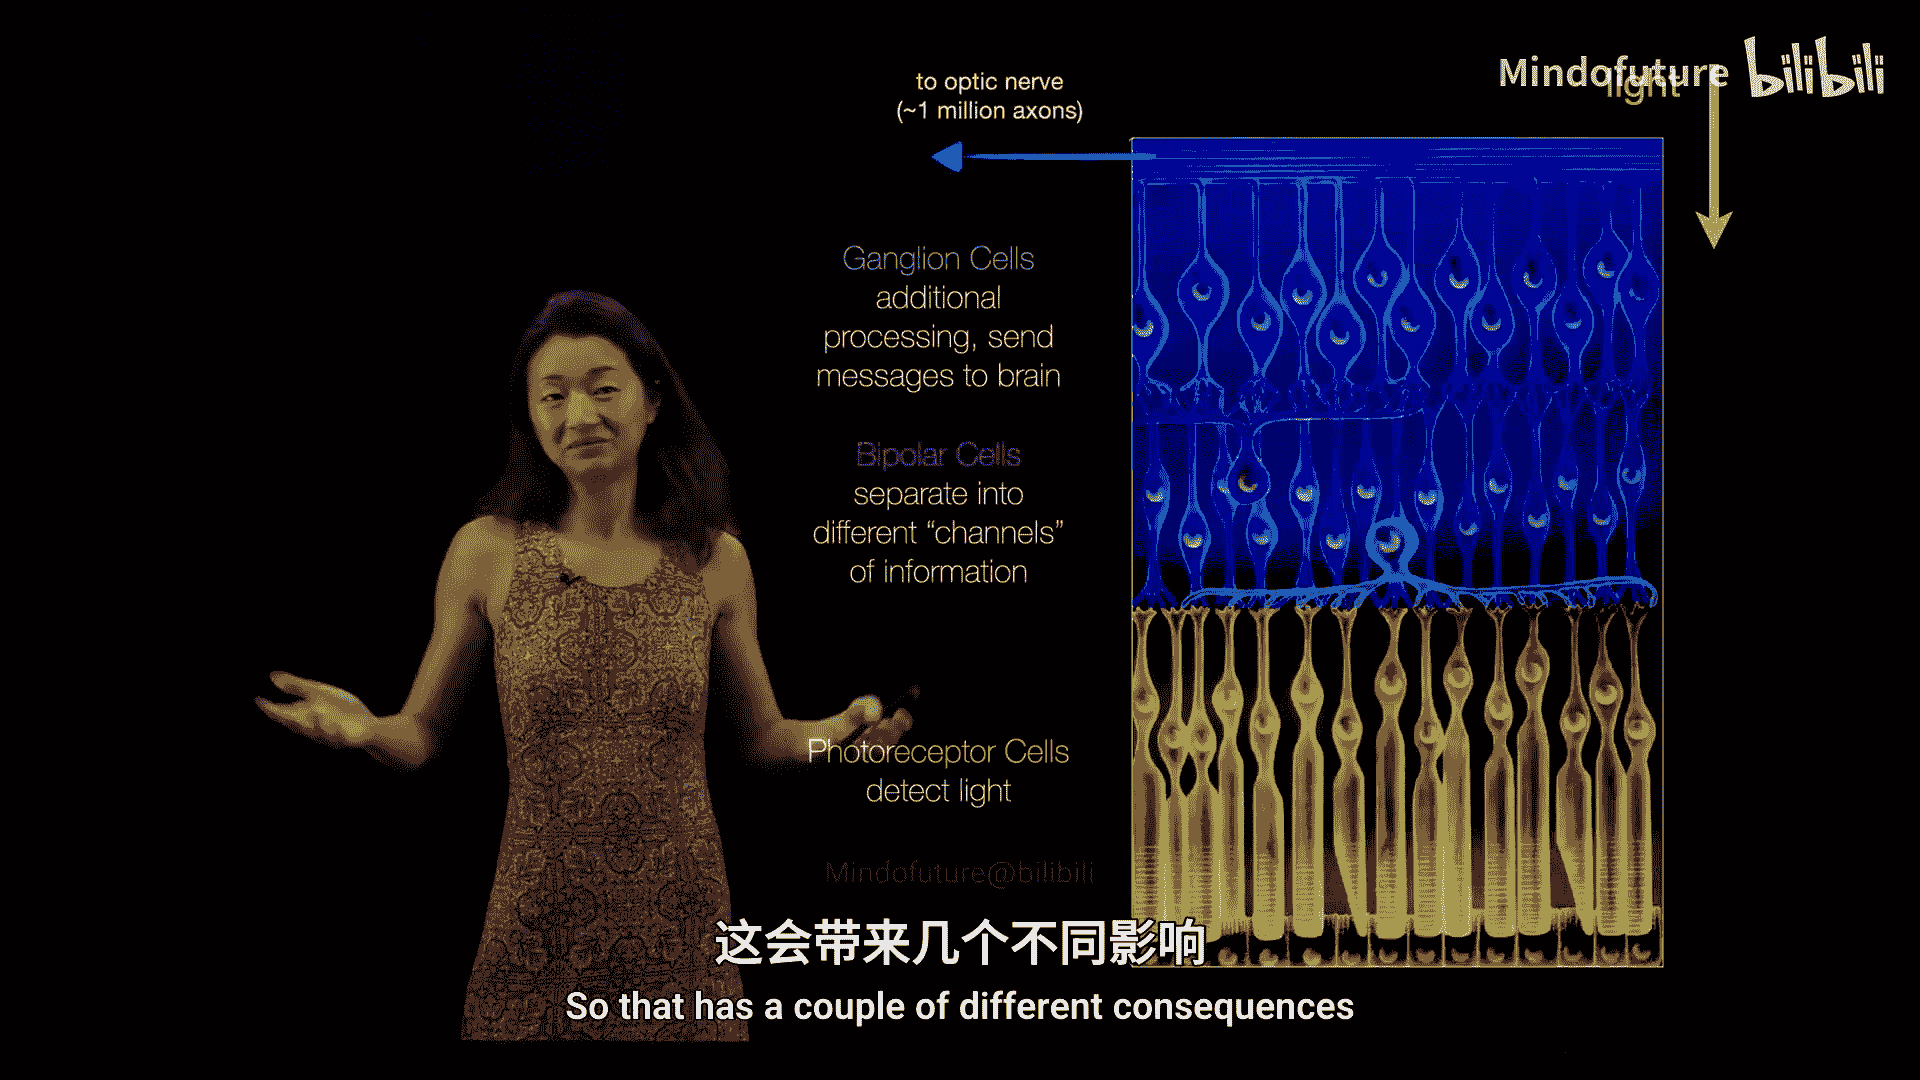 Mindofuture bilibili
light
to optic nerve
(~1 million axons)
Ganglion Cells
additional
processing, send
messages to brain
Bipolar Cells
separate into
different “channels”
of information
Photoreceptor Cells
detect light
Mindofuture@bilibili
这会带来几个不同影响
So that has a couple of different consequences